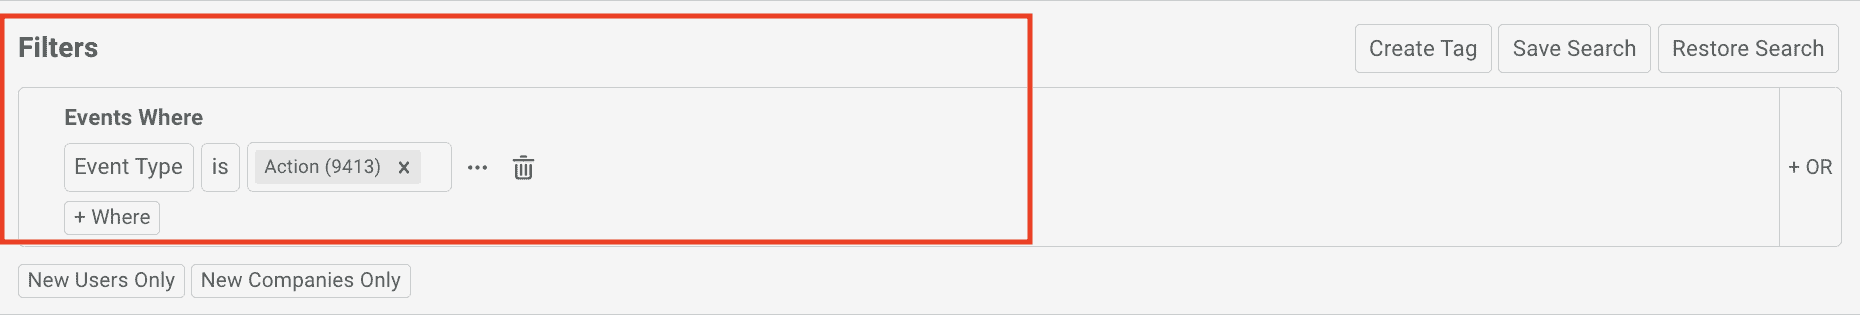 Filters
Create Tag
Save Search
Restore Search
Events Where
Event Type is Action (9413) x ...
+ OR
+ Where
New Users Only
New Companies Only